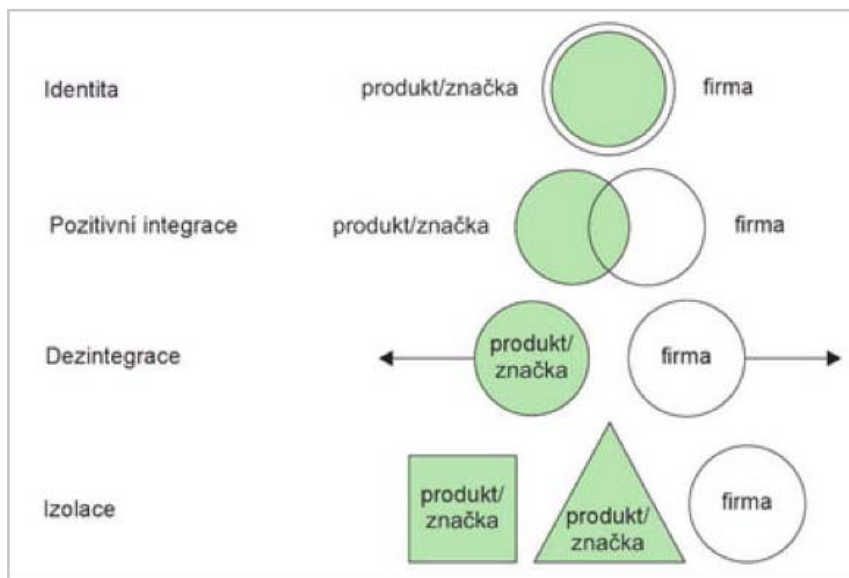 Identita
produkt/značka
firma
Pozitivní integrace
produkt/značka
firma
Dezintegrace
produkt/
značka
firma
Izolace
produkt/
značka
produkt/
značka
firma